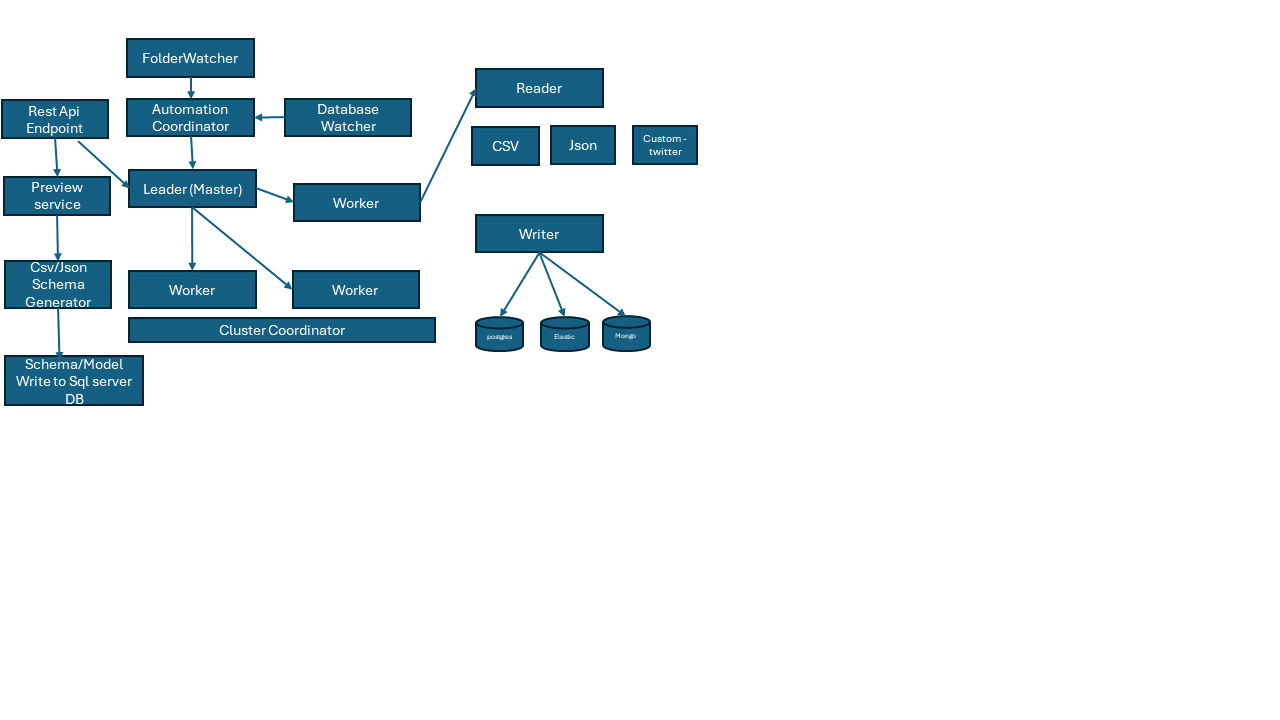 FolderWatcher
Reader
Rest Api
Endpoint
Automation
Coordinator
Database
Watcher
CSV
Json
Custom -
twitter
Preview
service
Leader (Master)
Worker
Writer
Csv/Json
Schema
Generator
Worker
Worker
Cluster Coordinator
postgres
Elastic
Mongo
Schema/Model
Write to Sql server
DB